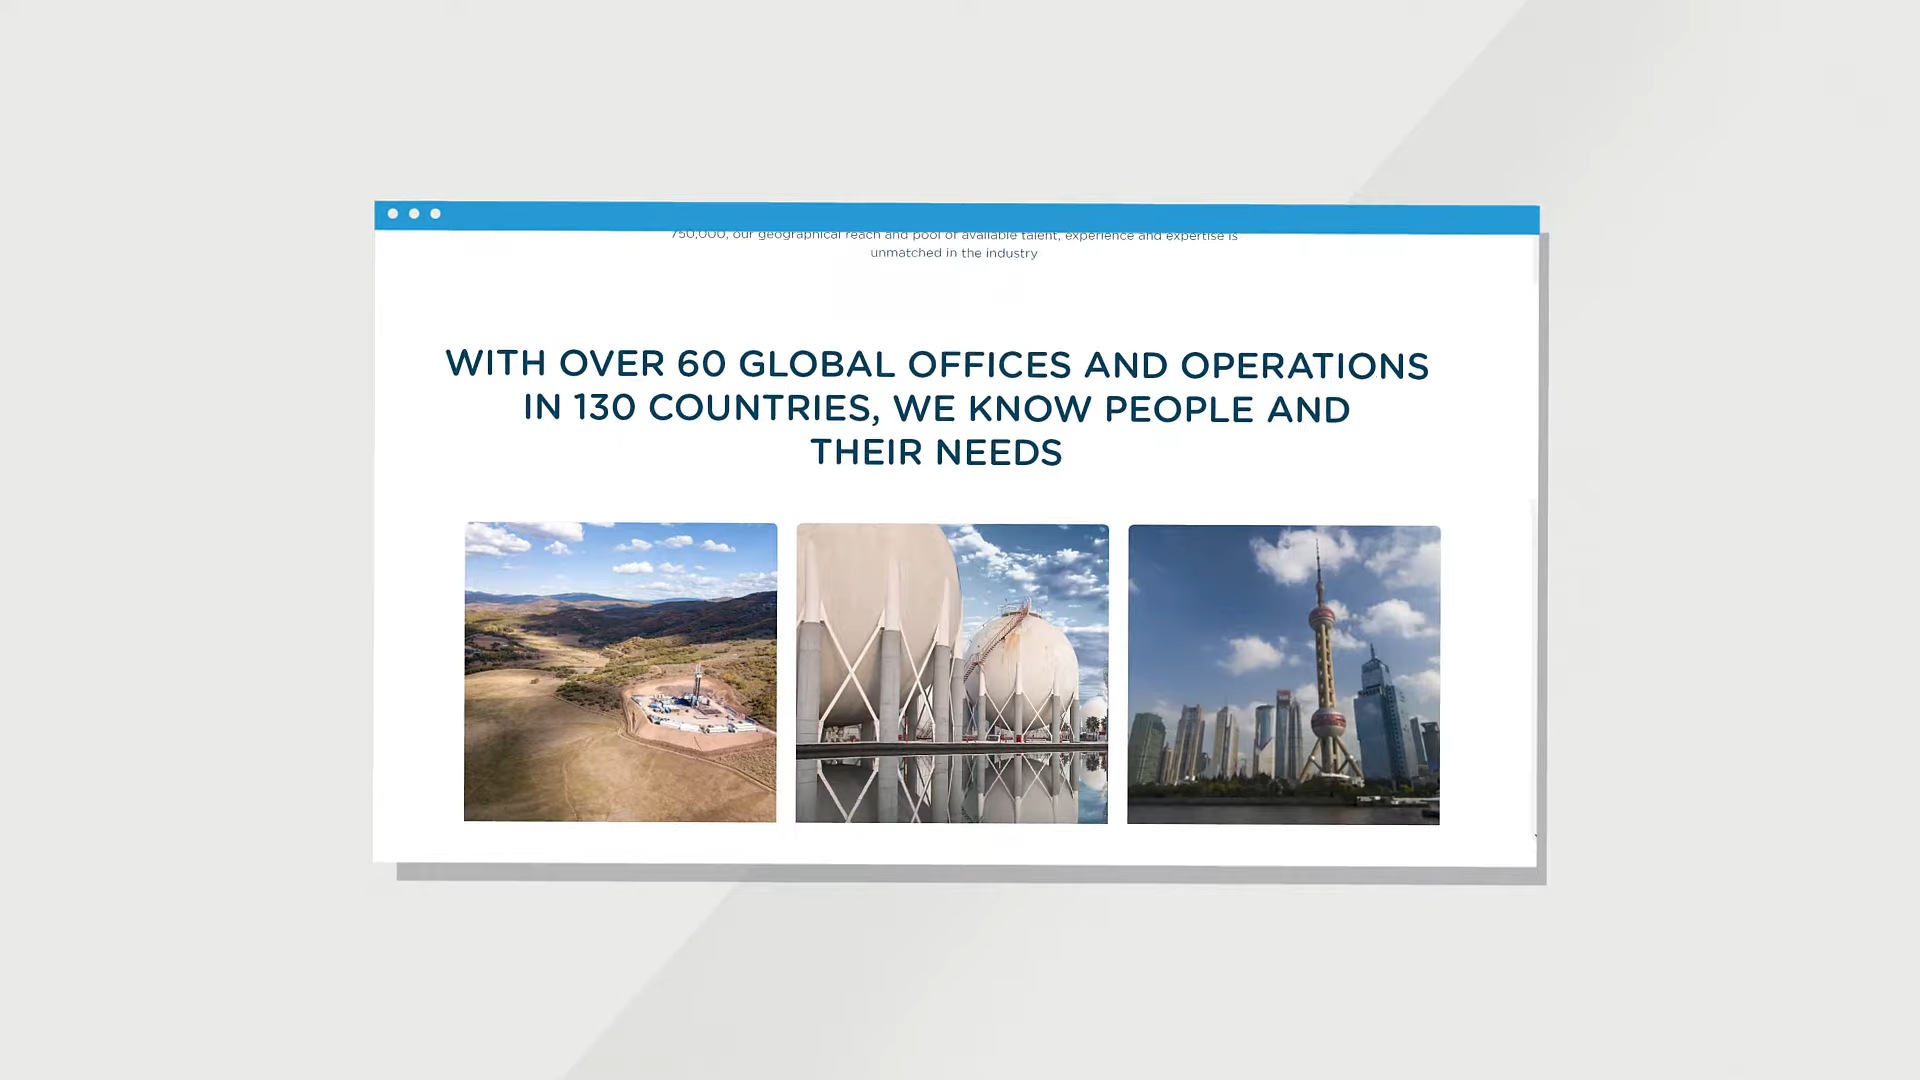 750,000, our geographical reach and pool of available talent, experience and expertise is
unmatched in the industry
WITH OVER 60 GLOBAL OFFICES AND OPERATIONS
IN 130 COUNTRIES, WE KNOW PEOPLE AND
THEIR NEEDS